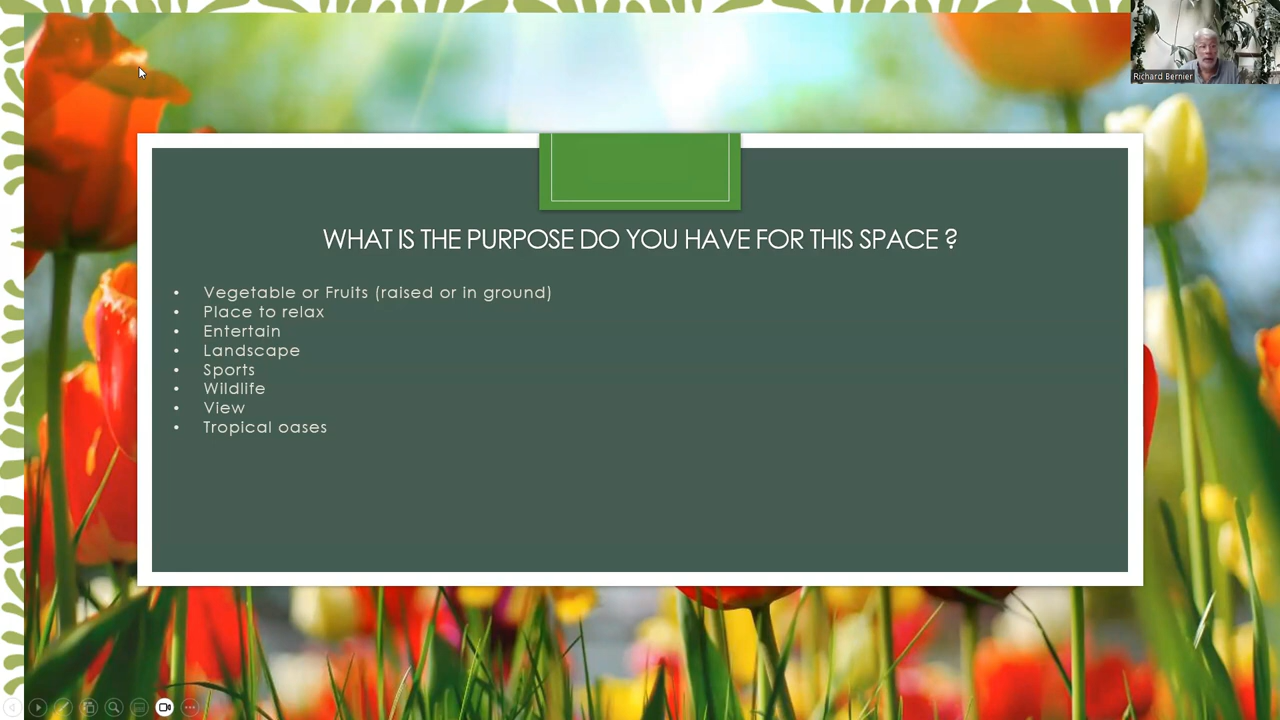 Richard Bernier
WHAT IS THE PURPOSE DO YOU HAVE FOR THIS SPACE ?
• Vegetable or Fruits (raised or in ground)
• Place to relax
• Entertain
• Landscape
• Sports
• Wildlife
• View
• Tropical oases